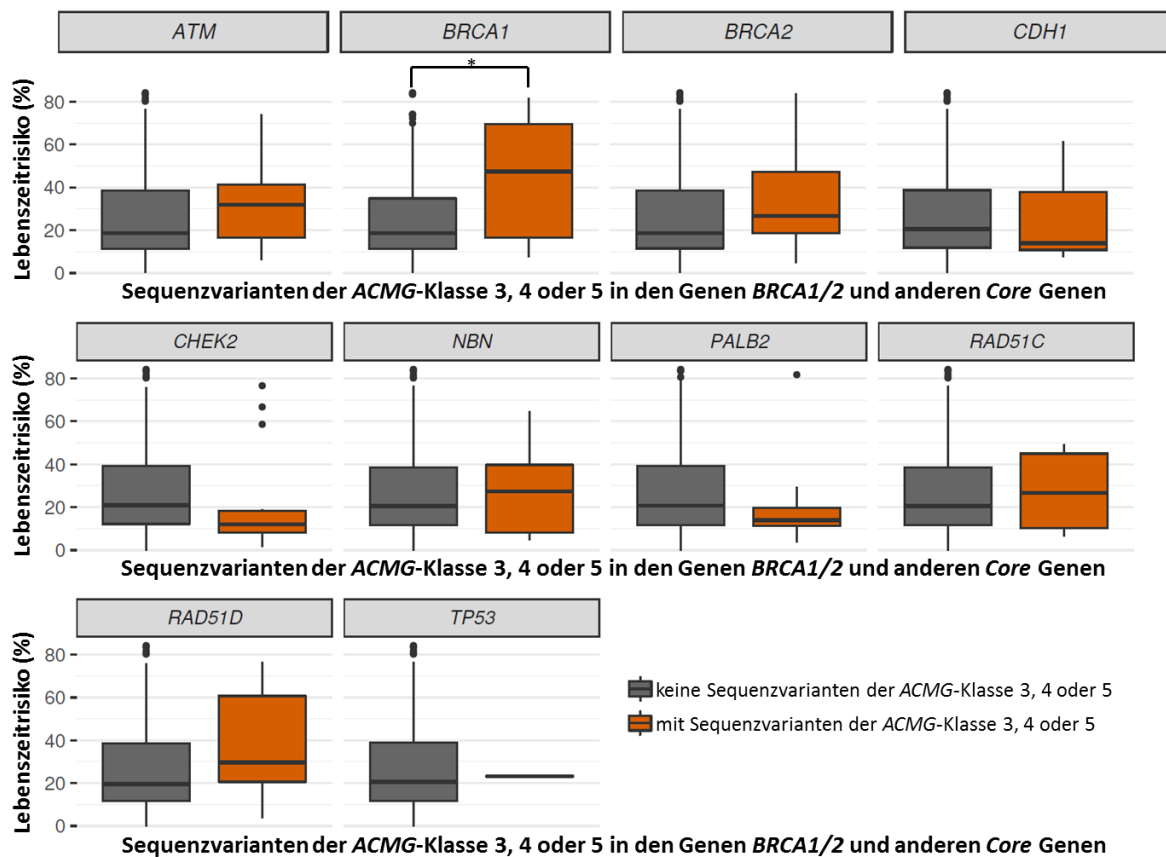 ATM BRCA1 BRCA2 CDH1
*
Lebenszeitrisiko (%)
80
60
40
20
0
Sequenzvarianten der ACMG-Klasse 3, 4 oder 5 in den Genen BRCA1/2 und anderen Core Genen
CHEK2 NBN PALB2 RAD51C
Lebenszeitrisiko (%)
80
60
40
20
0
Sequenzvarianten der ACMG-Klasse 3, 4 oder 5 in den Genen BRCA1/2 und anderen Core Genen
RAD51D TP53
Lebenszeitrisiko (%)
80
60
40
20
0
keine Sequenzvarianten der ACMG-Klasse 3, 4 oder 5
mit Sequenzvarianten der ACMG-Klasse 3, 4 oder 5
Sequenzvarianten der ACMG-Klasse 3, 4 oder 5 in den Genen BRCA1/2 und anderen Core Genen